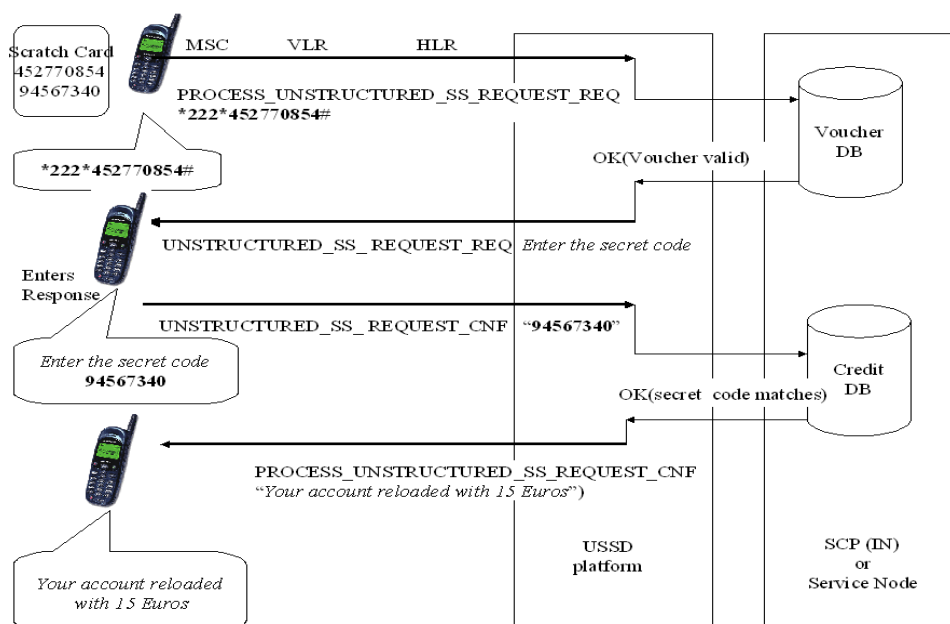 Scratch Card
452770854
94567340
MSC VLR HLR
PROCESS_UNSTRUCTURED_SS_REQUEST_REQ
*222*452770854#
Voucher
DB
*222*452770854#
OK(Voucher valid)
UNSTRUCTURED_SS_REQUEST_REQ Enter the secret code
Enters
Response
UNSTRUCTURED_SS_REQUEST_CNF “94567340”
Enter the secret code
94567340
Credit
DB
OK(secret code matches)
PROCESS_UNSTRUCTURED_SS_REQUEST_CNF
“Your account reloaded with 15 Euros”)
USSD
platform
SCP (IN)
or
Service Node
Your account reloaded
with 15 Euros